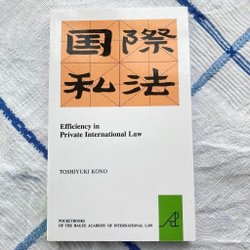 国際
私法
Efficiency in
Private International Law
TOSHIYUKI KONO
POCKETBOOKS
OF THE HAGUE ACADEMY OF INTERNATIONAL LAW